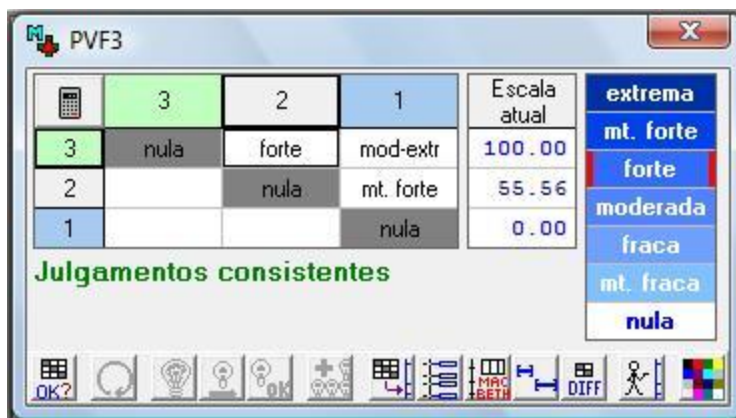 PVF3
3 2 1 Escala atual
3 nula forte mod-extr 100.00
2 nula mt. forte 55.56
1 nula 0.00
extrema
mt. forte
forte
moderada
fraca
mt. fraca
nula
Julgamentos consistentes
OK? OK MAC BETH DIFF